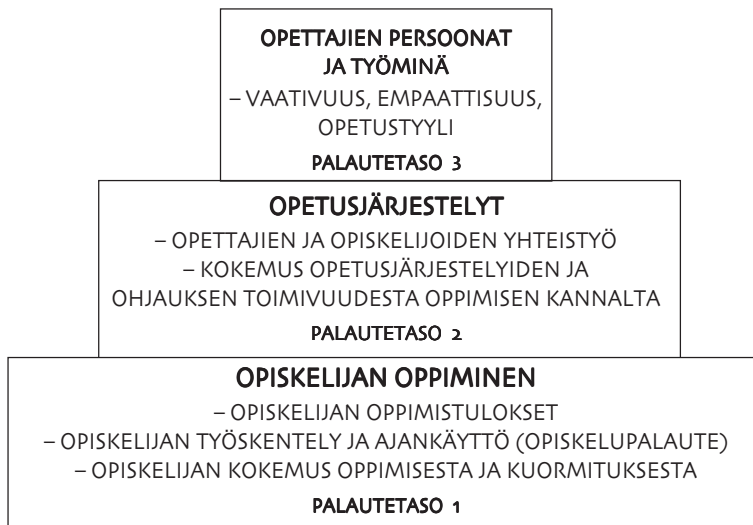 OPETTAJIEN PERSOONAT
JA TYÖMINÄ
– VAATIVUUS, EMPAATTISUUS,
OPETUSTYYLI
PALAUTETASO 3
OPETUSJÄRJESTELYT
– OPETTAJIEN JA OPISKELIJOIDEN YHTEISTYÖ
– KOKEMUS OPETUSJÄRJESTELYIDEN JA
OHJAUKSEN TOIMIVUUDESTA OPPIMISEN KANNALTA
PALAUTETASO 2
OPISKELIJAN OPPIMINEN
– OPISKELIJAN OPPIMISTULOKSET
– OPISKELIJAN TYÖSKENTELY JA AJANKÄYTTÖ (OPISKELUPALAUTE)
– OPISKELIJAN KOKEMUS OPPIMISESTA JA KUORMITUKSESTA
PALAUTETASO 1